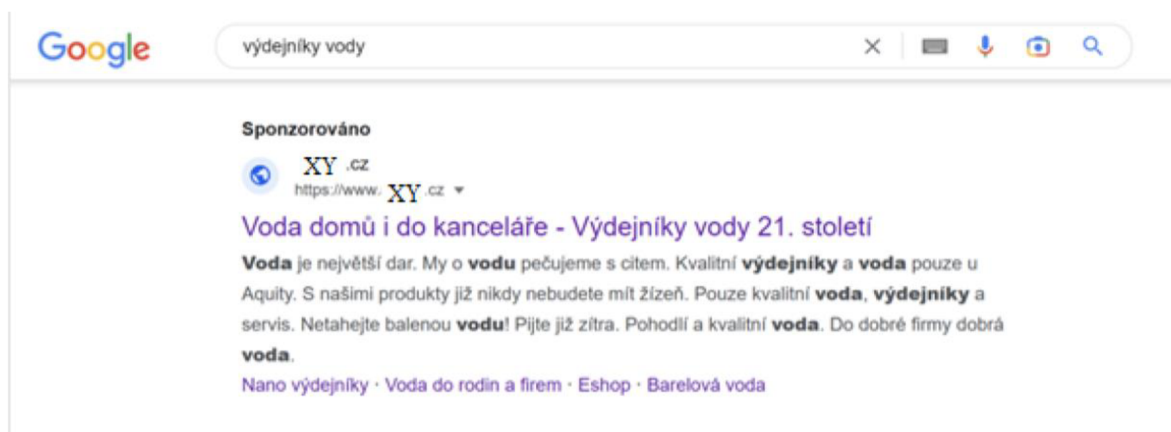 Google
výdejníky vody
Sponzorováno
XY .cz
https://www. XY .cz
Voda domů i do kanceláře - Výdejníky vody 21. století
Voda je největší dar. My o vodu pečujeme s citem. Kvalitní výdejníky a voda pouze u
Aquity. S našimi produkty již nikdy nebudete mít žízeň. Pouze kvalitní voda, výdejníky a
servis. Netahejte balenou vodu! Pijte již zítra. Pohodlí a kvalitní voda. Do dobré firmy dobrá
voda.
Nano výdejníky · Voda do rodin a firem · Eshop · Barelová voda